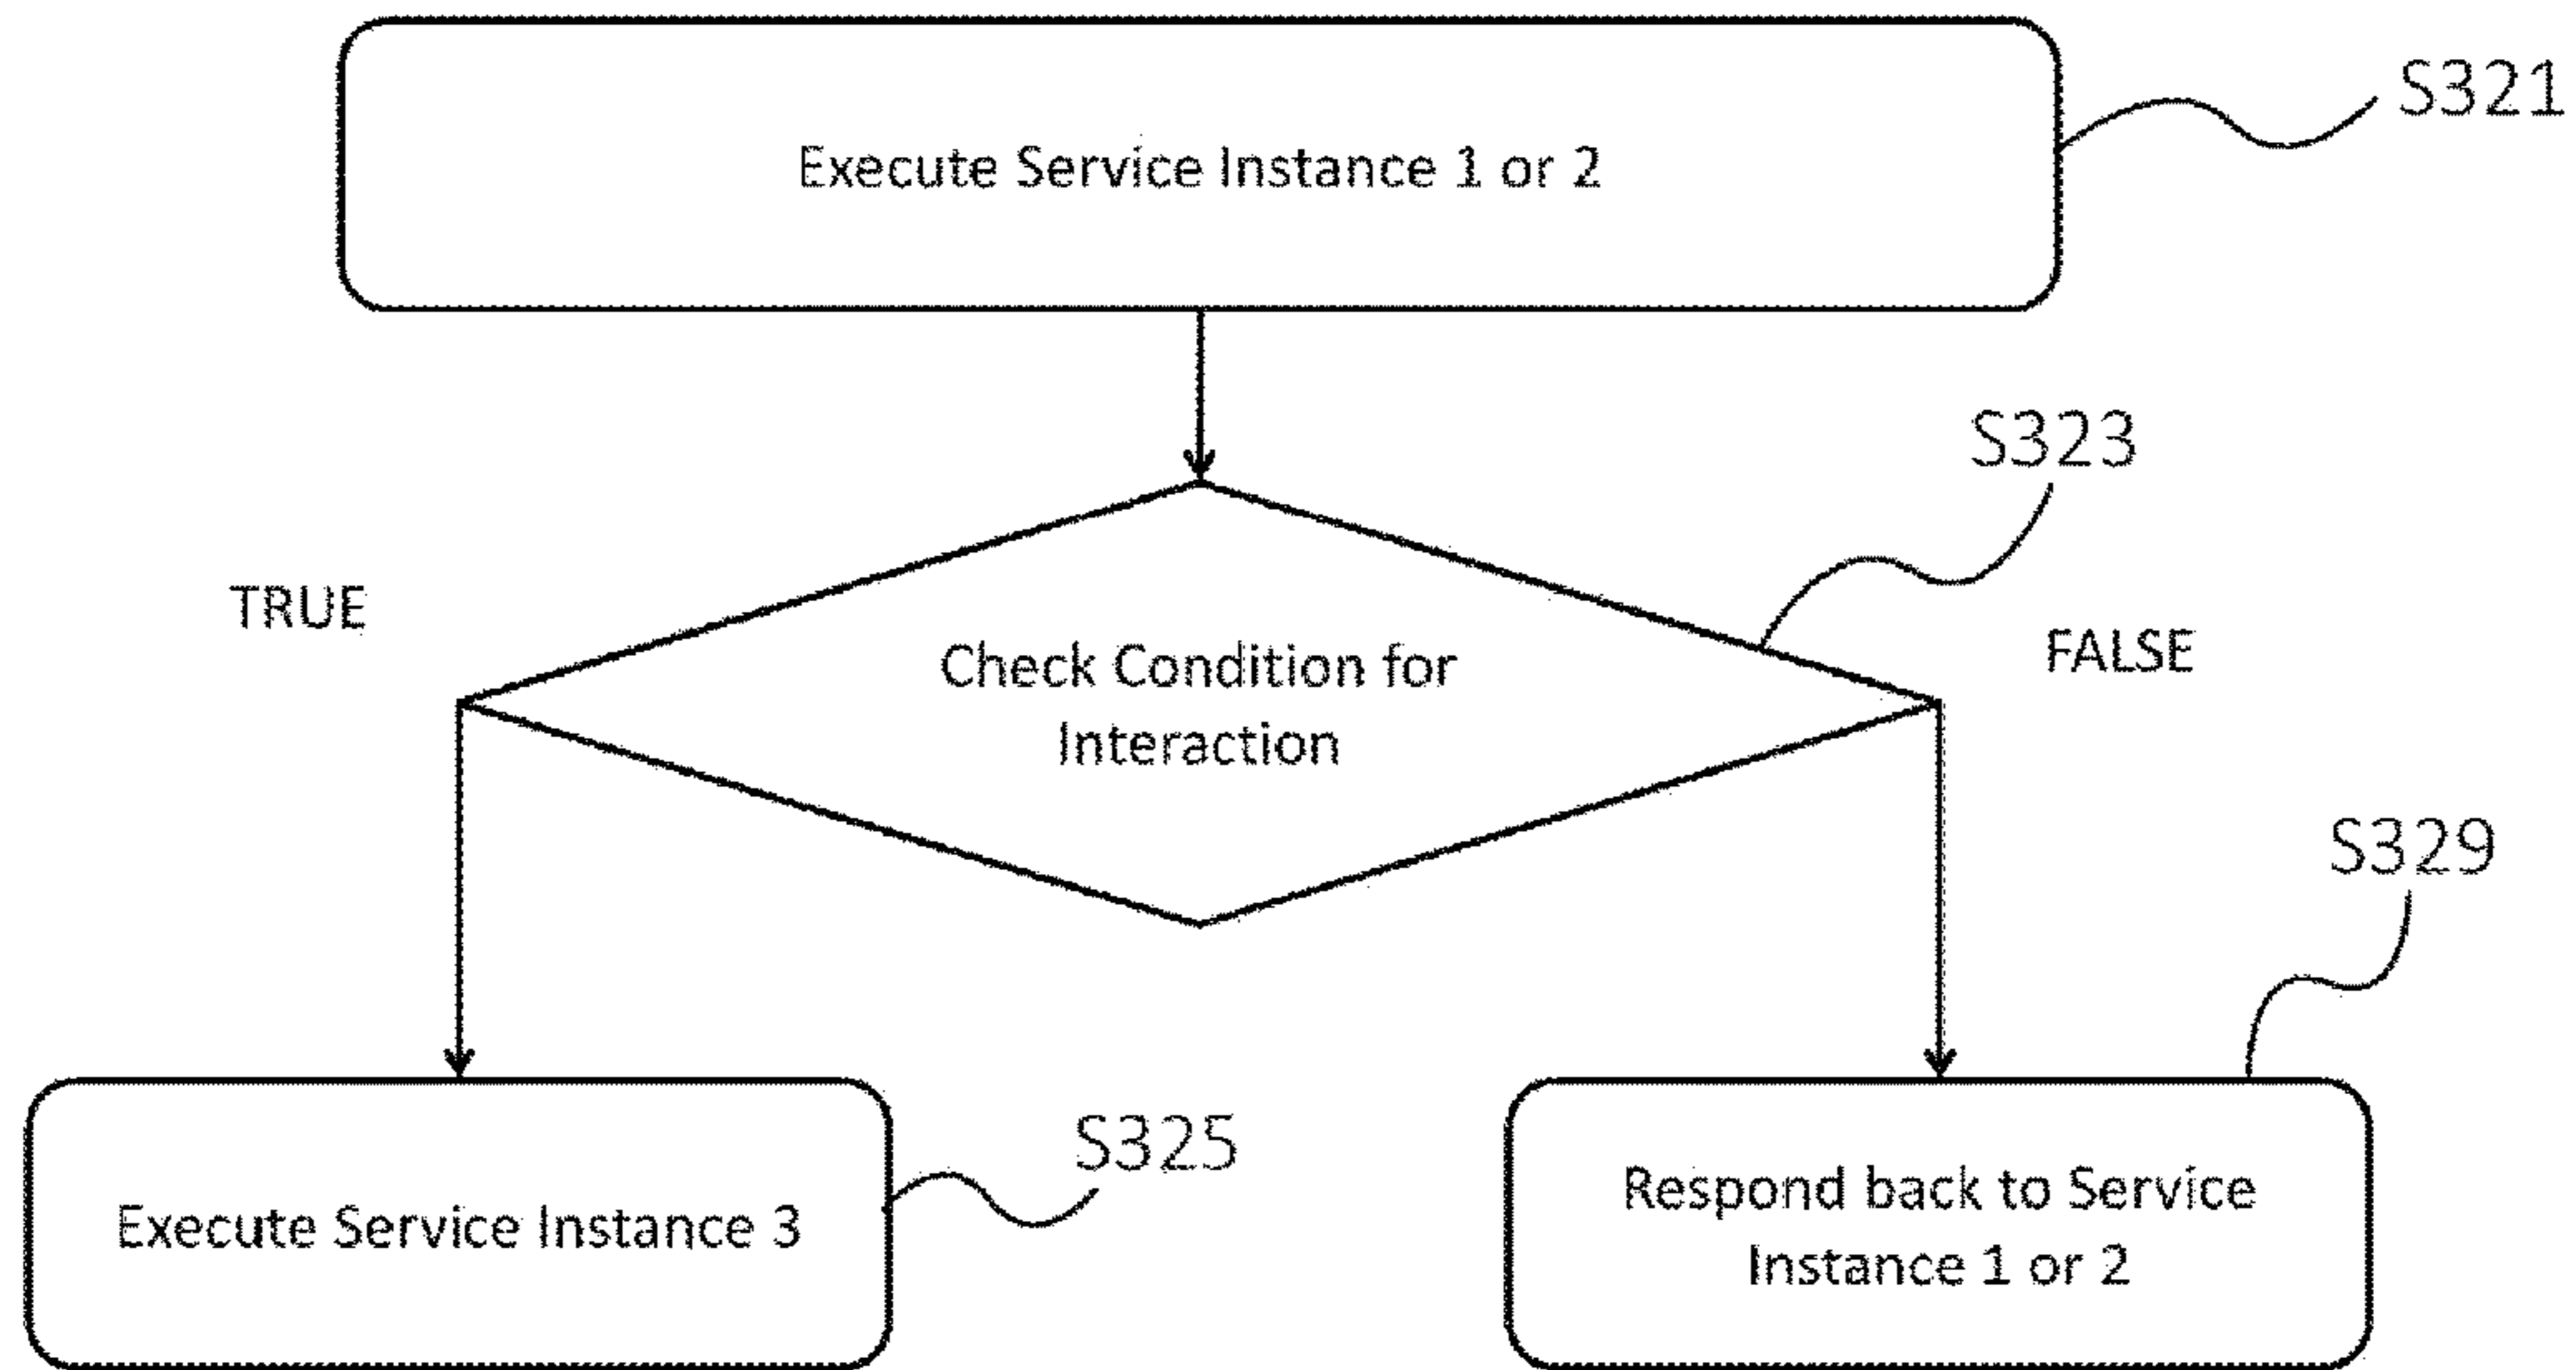 S321
Execute Service Instance 1 or 2
S323
TRUE
FALSE
Check Condition for
Interaction
S329
S325
Execute Service Instance 3
Respond back to Service
Instance 1 or 2